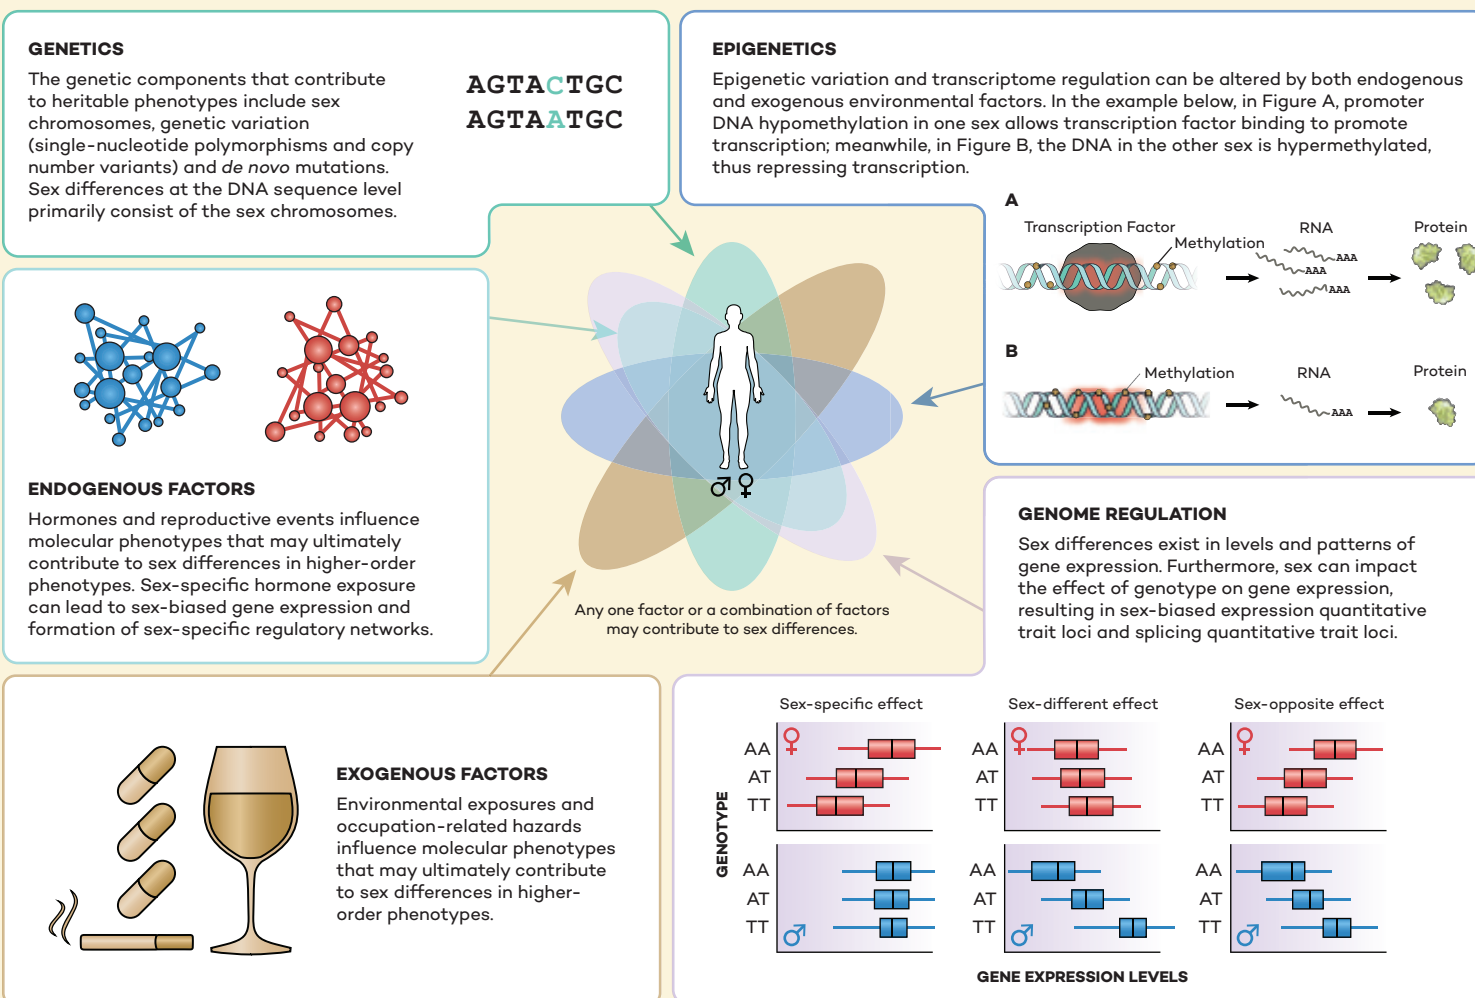 GENETICS
The genetic components that contribute
to heritable phenotypes include sex
chromosomes, genetic variation
(single-nucleotide polymorphisms and copy
number variants) and de novo mutations.
Sex differences at the DNA sequence level
primarily consist of the sex chromosomes.
AGTACTGC
AGTAATGC
EPIGENETICS
Epigenetic variation and transcriptome regulation can be altered by both endogenous
and exogenous environmental factors. In the example below, in Figure A, promoter
DNA hypomethylation in one sex allows transcription factor binding to promote
transcription; meanwhile, in Figure B, the DNA in the other sex is hypermethylated,
thus repressing transcription.
A
Transcription Factor
Methylation
RNA
Protein
AAA
AAA
AAA
B
Methylation
RNA
Protein
AAA
ENDOGENOUS FACTORS
Hormones and reproductive events influence
molecular phenotypes that may ultimately
contribute to sex differences in higher-order
phenotypes. Sex-specific hormone exposure
can lead to sex-biased gene expression and
formation of sex-specific regulatory networks.
♂♀
Any one factor or a combination of factors
may contribute to sex differences.
GENOME REGULATION
Sex differences exist in levels and patterns of
gene expression. Furthermore, sex can impact
the effect of genotype on gene expression,
resulting in sex-biased expression quantitative
trait loci and splicing quantitative trait loci.
EXOGENOUS FACTORS
Environmental exposures and
occupation-related hazards
influence molecular phenotypes
that may ultimately contribute
to sex differences in higher-
order phenotypes.
GENOTYPE
Sex-specific effect
♀
AA
AT
TT
AA
AT
TT
♂
Sex-different effect
♀
AA
AT
TT
AA
AT
TT
♂
Sex-opposite effect
♀
AA
AT
TT
AA
AT
TT
♂
GENE EXPRESSION LEVELS